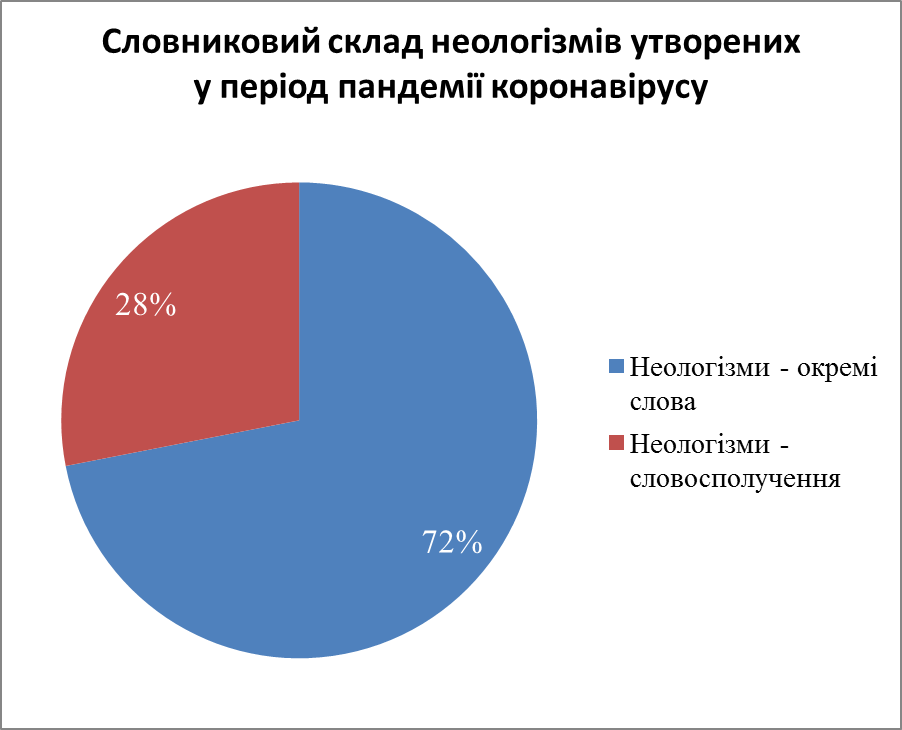 Словниковий склад неологізмів утворених
у період пандемії коронавірусу
28%
72%
Неологізми - окремі
слова
Неологізми -
словосполучення